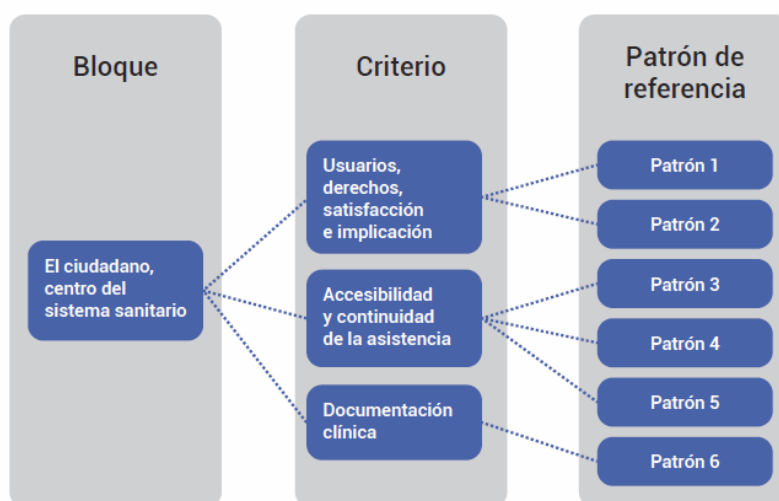 Bloque
El ciudadano,
centro del
sistema sanitario
Criterio
Usuarios,
derechos,
satisfacción
e implicación
Accesibilidad
y continuidad
de la asistencia
Documentación
clínica
Patrón de
referencia
Patrón 1
Patrón 2
Patrón 3
Patrón 4
Patrón 5
Patrón 6